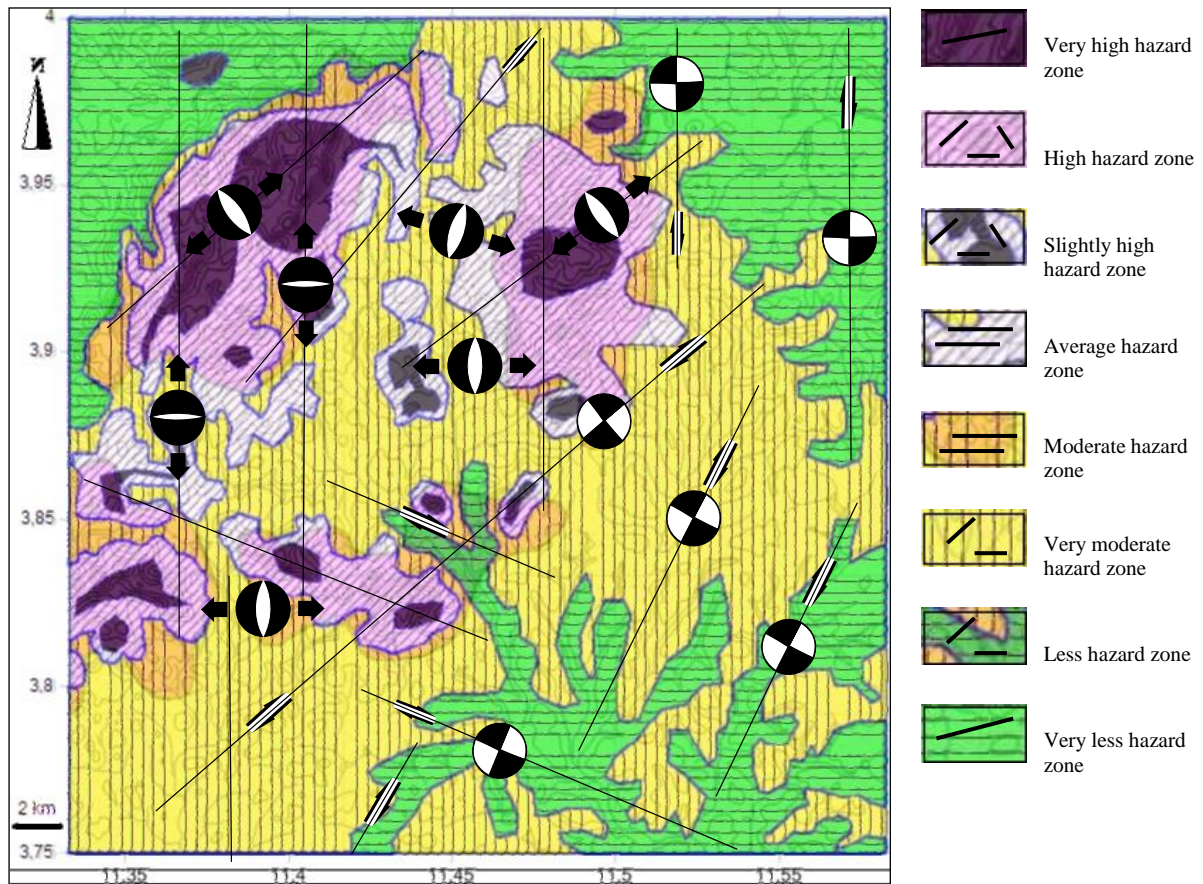 4
N
3,95
3,9
3,85
3,8
2 km
3,75
11,35
11,4
11,45
11,5
11,55
Very high hazard
zone
High hazard zone
Slightly high
hazard zone
Average hazard
zone
Moderate hazard
zone
Very moderate
hazard zone
Less hazard zone
Very less hazard
zone